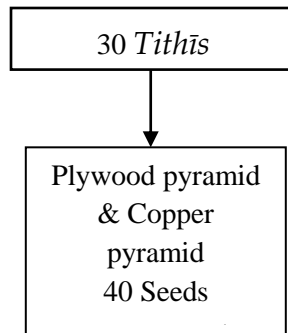 30 Tithīs
Plywood pyramid
& Copper
pyramid
40 Seeds